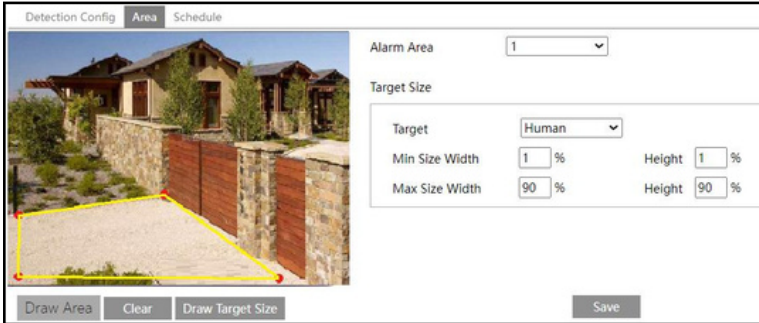 Detection Config Area Schedule
Alarm Area 1
Target Size
Target Human
Min Size Width 1 % Height 1 %
Max Size Width 90 % Height 90 %
Draw Area Clear Draw Target Size Save